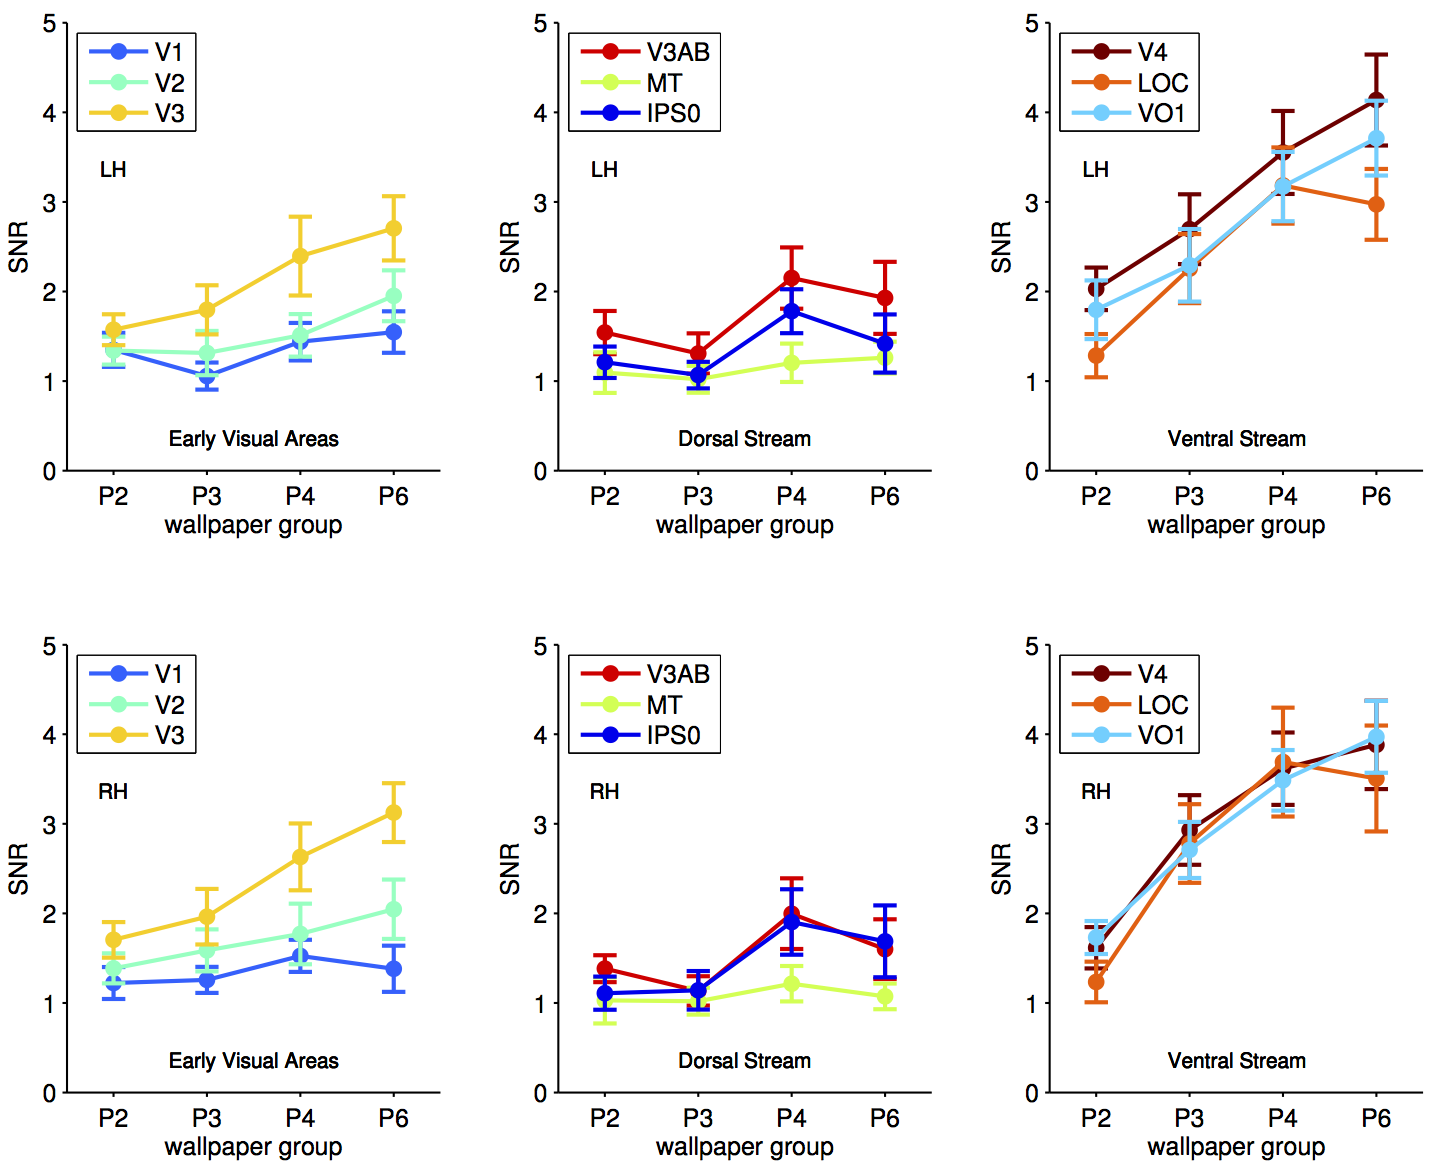 5
4
3
2
1
0
SNR
V1
V2
V3
LH
Early Visual Areas
P2 P3 P4 P6
wallpaper group
5
4
3
2
1
0
SNR
V3AB
MT
IPS0
LH
Dorsal Stream
P2 P3 P4 P6
wallpaper group
5
4
3
2
1
0
SNR
V4
LOC
VO1
LH
Ventral Stream
P2 P3 P4 P6
wallpaper group
5
4
3
2
1
0
SNR
V1
V2
V3
RH
Early Visual Areas
P2 P3 P4 P6
wallpaper group
5
4
3
2
1
0
SNR
V3AB
MT
IPS0
RH
Dorsal Stream
P2 P3 P4 P6
wallpaper group
5
4
3
2
1
0
SNR
V4
LOC
VO1
RH
Ventral Stream
P2 P3 P4 P6
wallpaper group